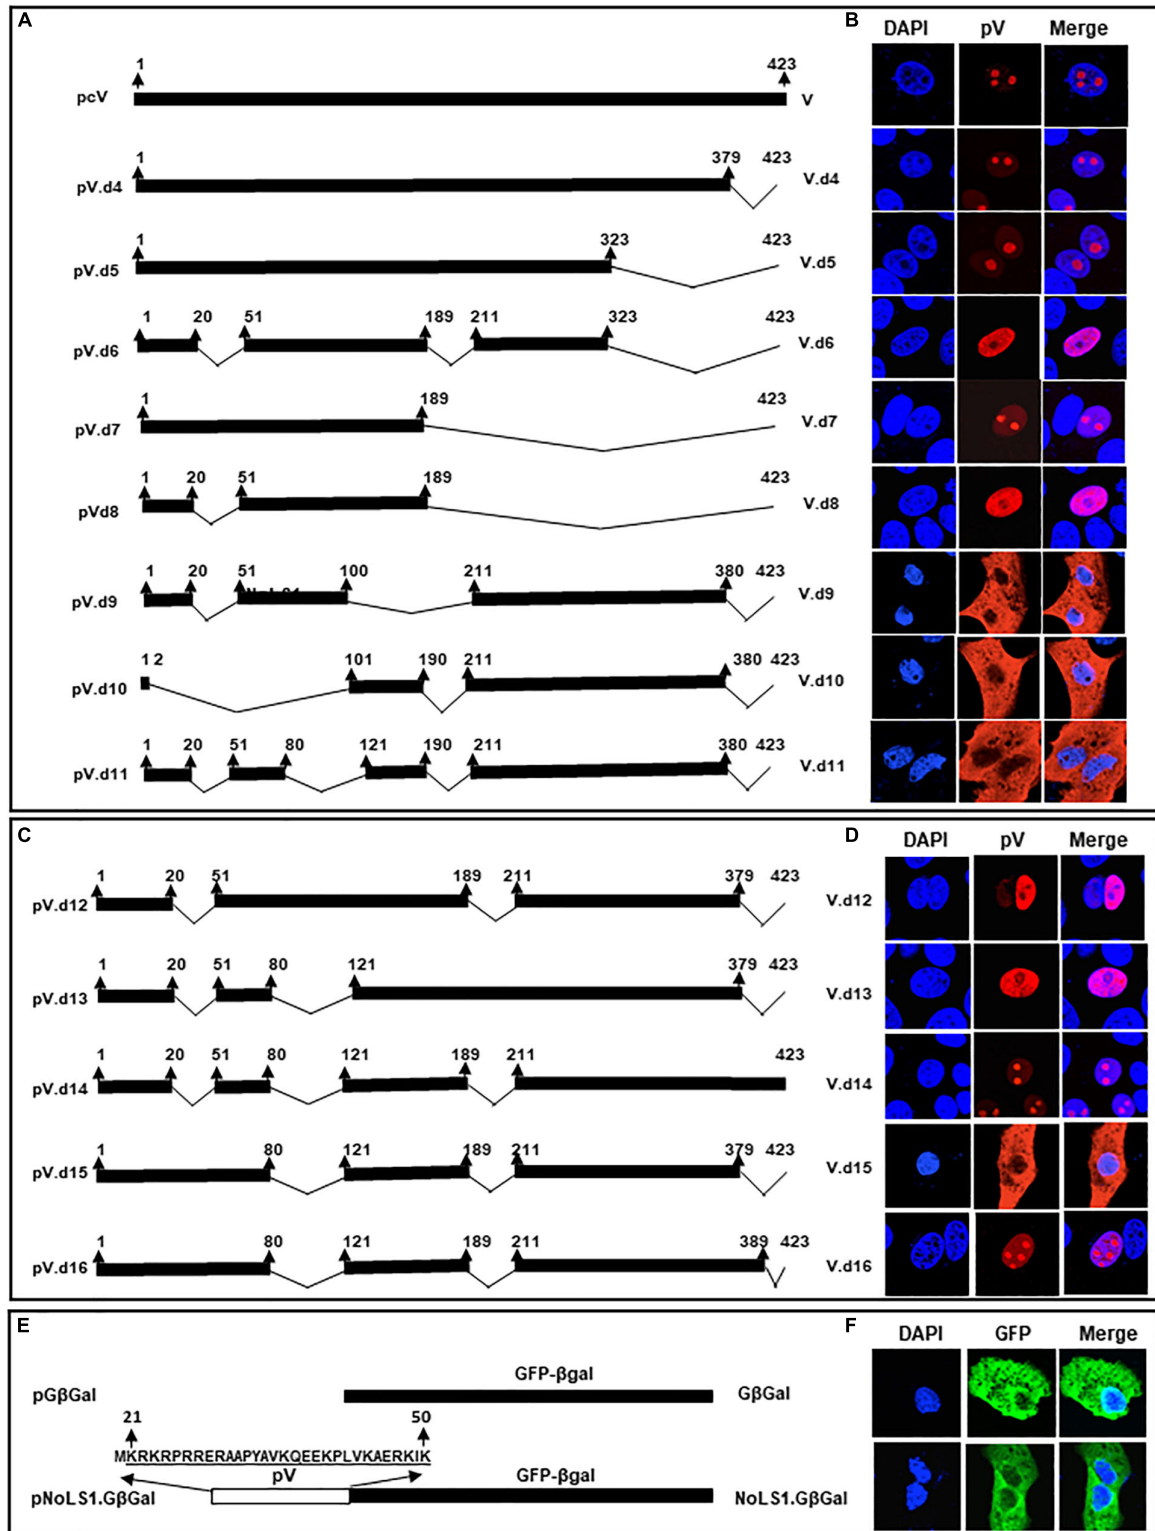 A
B
DAPI pV Merge
1 423
pcV V
1 379 423
pV.d4 V.d4
1 323 423
pV.d5 V.d5
1 20 51 189 211 323 423
pV.d6 V.d6
1 189 423
pV.d7 V.d7
1 20 51 189 423
pVd8 V.d8
1 20 51 100 211 380 423
pV.d9 V.d9
1 2 101 190 211 380 423
pV.d10 V.d10
1 20 51 80 121 190 211 380 423
pV.d11 V.d11
C
D
DAPI pV Merge
1 20 51 189 211 379 423
pV.d12 V.d12
1 20 51 80 121 379 423
pV.d13 V.d13
1 20 51 80 121 189 211 423
pV.d14 V.d14
1 80 121 189 211 379 423
pV.d15 V.d15
1 80 121 189 211 389 423
pV.d16 V.d16
E
F
DAPI GFP Merge
GFP-βgal
pGβGal GβGal
21 50
MKRKRPRRERAAPYAVKQEEKPLVKAERKIK
pV GFP-βgal
pNoLS1.GβGal NoLS1.GβGal